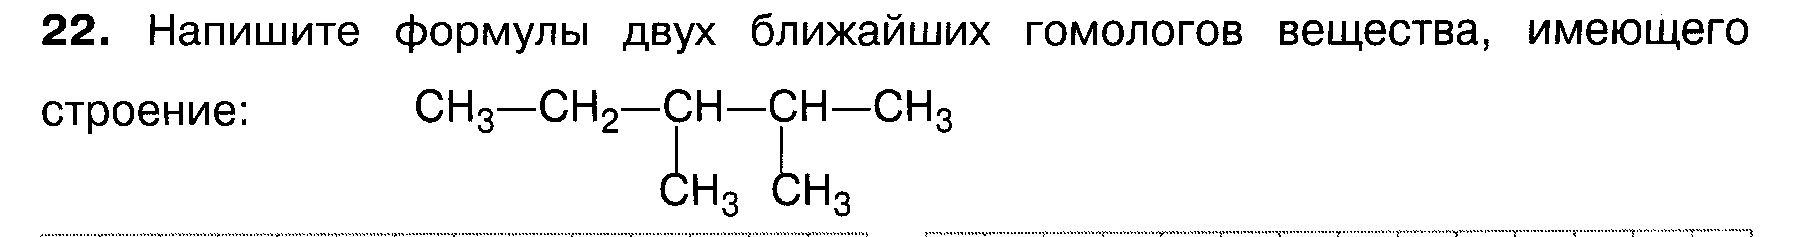 22. Напишите формулы двух ближайших гомологов вещества, имеющего
строение: CH₃—CH₂—CH—CH—CH₃
CH₃ CH₃